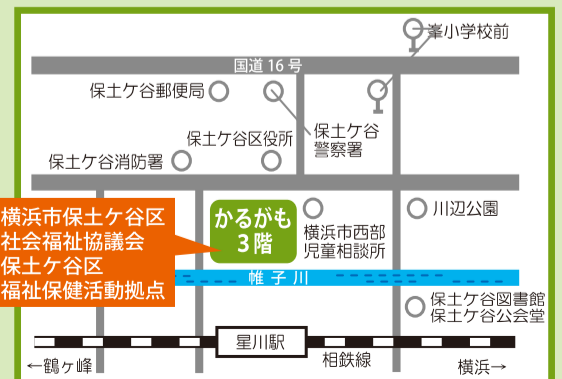 峯小学校前
国道16号
保土ケ谷郵便局
保土ケ谷
警察署
保土ケ谷区役所
保土ケ谷消防署
横浜市保土ケ谷区
社会福祉協議会
保土ケ谷区
福祉保健活動拠点
かるがも
3階
横浜市西部
児童相談所
川辺公園
帷子川
保土ケ谷図書館
保土ケ谷公会堂
星川駅
相鉄線
←鶴ヶ峰
横浜→